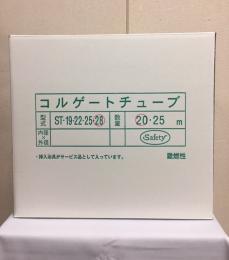 コルゲートチューブ
型式 ST-19·22·25·28 数量 20·25 m
内径×外径 Safety
・挿入治具がサービス品として入っています。
難燃性